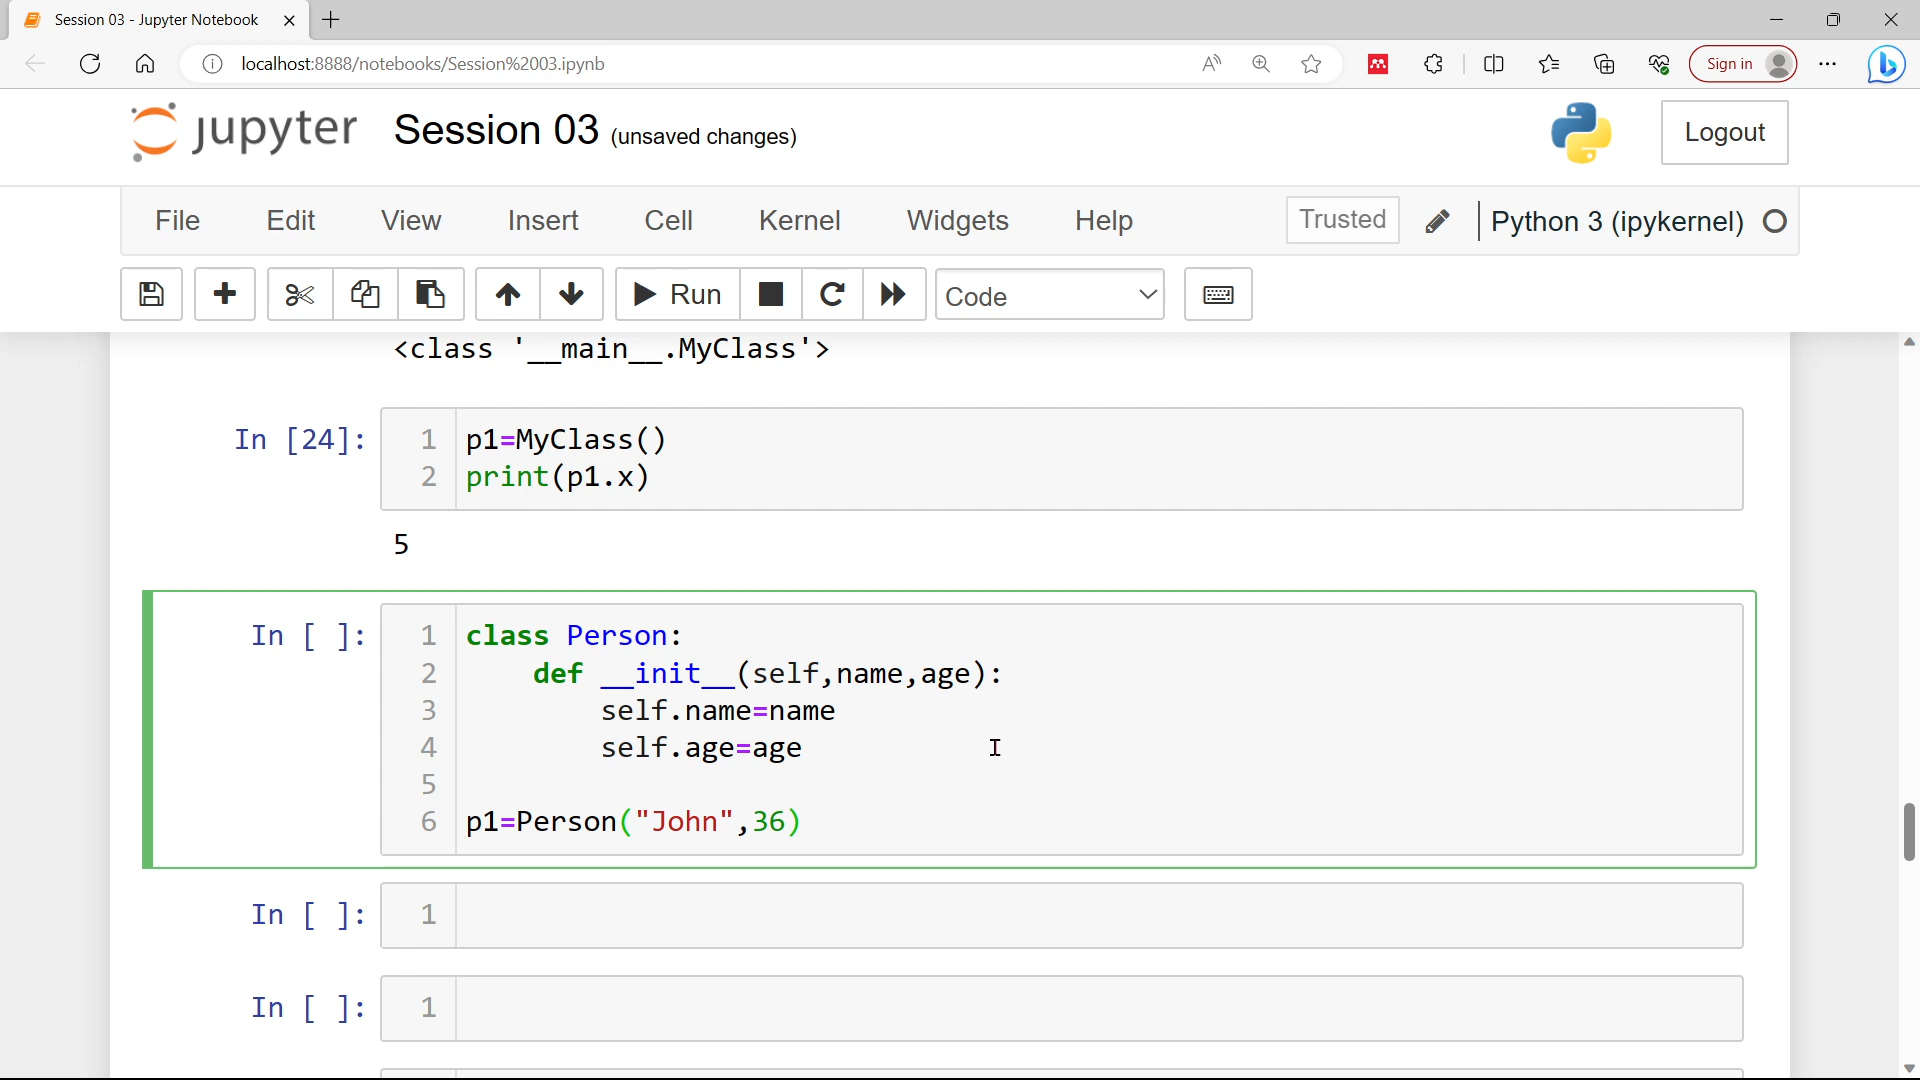 Session 03 - Jupyter Notebook
localhost:8888/notebooks/Session%2003.ipynb
Sign in
jupyter Session 03 (unsaved changes)
Logout
File Edit View Insert Cell Kernel Widgets Help Trusted Python 3 (ipykernel)
Run Code
<class '__main__.MyClass'>
In [24]: 1 p1=MyClass()
2 print(p1.x)
5
In [ ]: 1 class Person:
2 def __init__(self,name,age):
3 self.name=name
4 self.age=age
5
6 p1=Person("John",36)
In [ ]: 1
In [ ]: 1